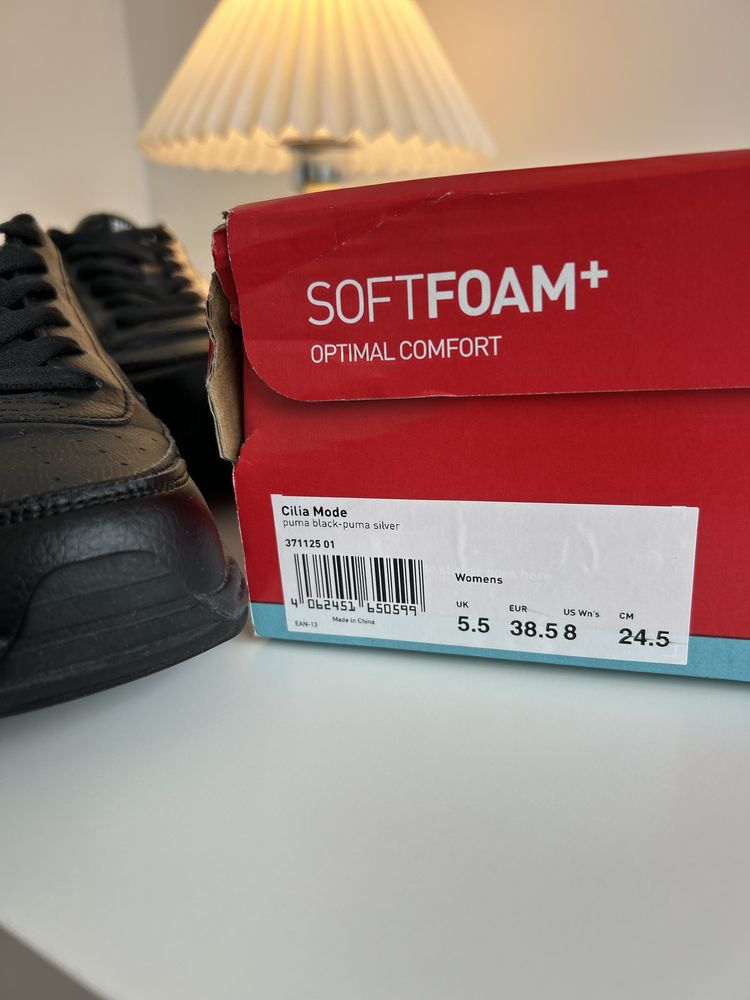 SOFTFOAM+
OPTIMAL COMFORT
Cilia Mode
puma black-puma silver
371125 01
4 062451 650599
EAN-13 Made in China
Womens
UK EUR US Wn's CM
5.5 38.5 8 24.5